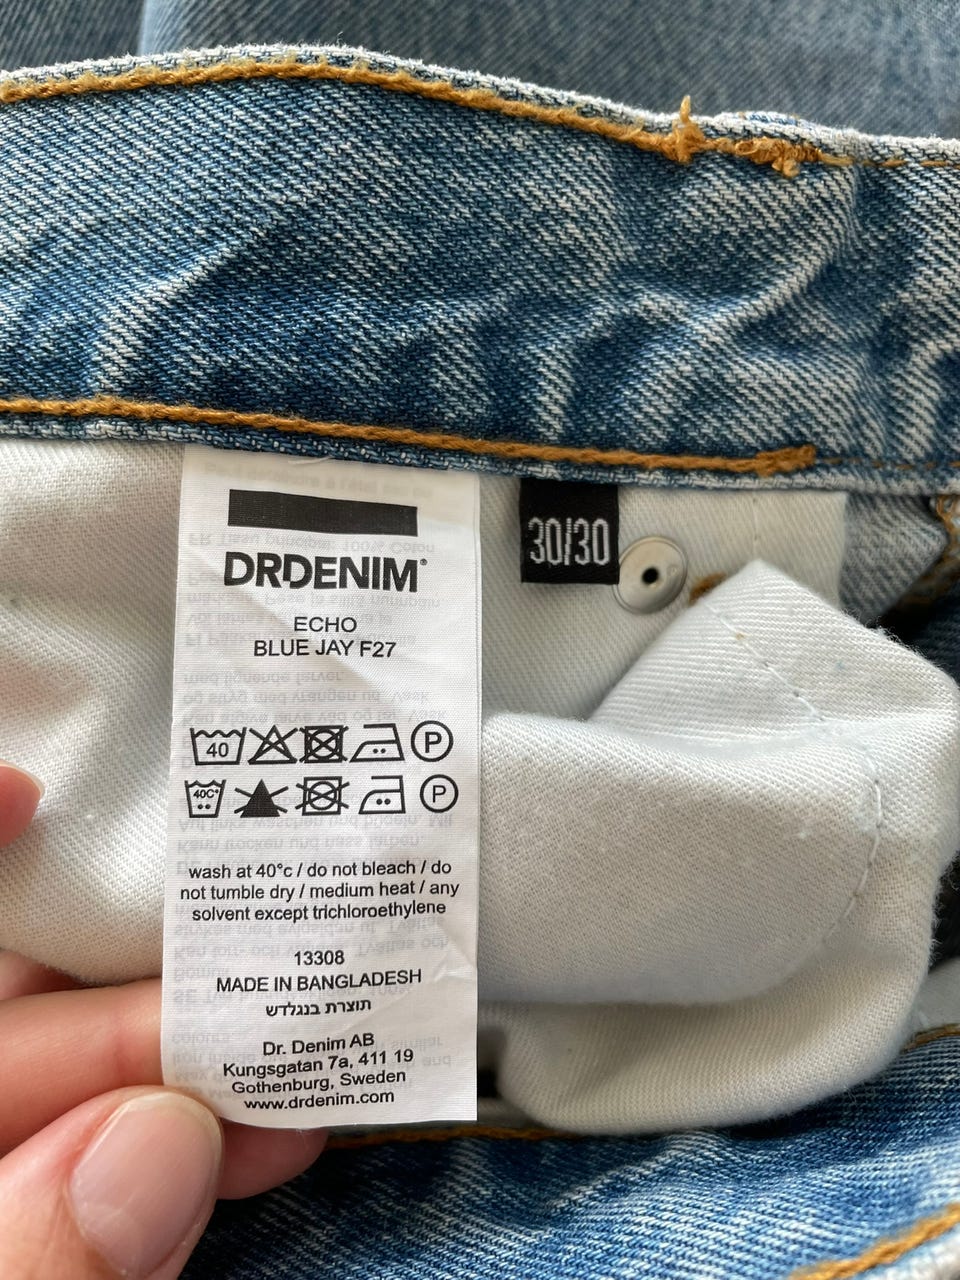 DRDENIM®
ECHO
BLUE JAY F27
40 P
40C° P
wash at 40°c / do not bleach / do
not tumble dry / medium heat / any
solvent except trichloroethylene
13308
MADE IN BANGLADESH
תוצרת בנגלדש
Dr. Denim AB
Kungsgatan 7a, 411 19
Gothenburg, Sweden
www.drdenim.com
30/30